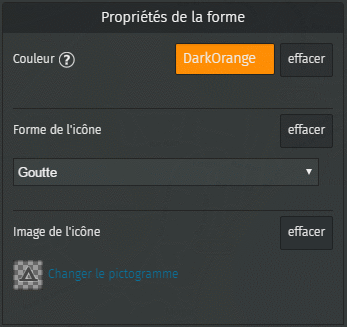 Propriétés de la forme
Couleur ? DarkOrange effacer
Forme de l'icône effacer
Goutte
Image de l'icône effacer
Changer le pictogramme